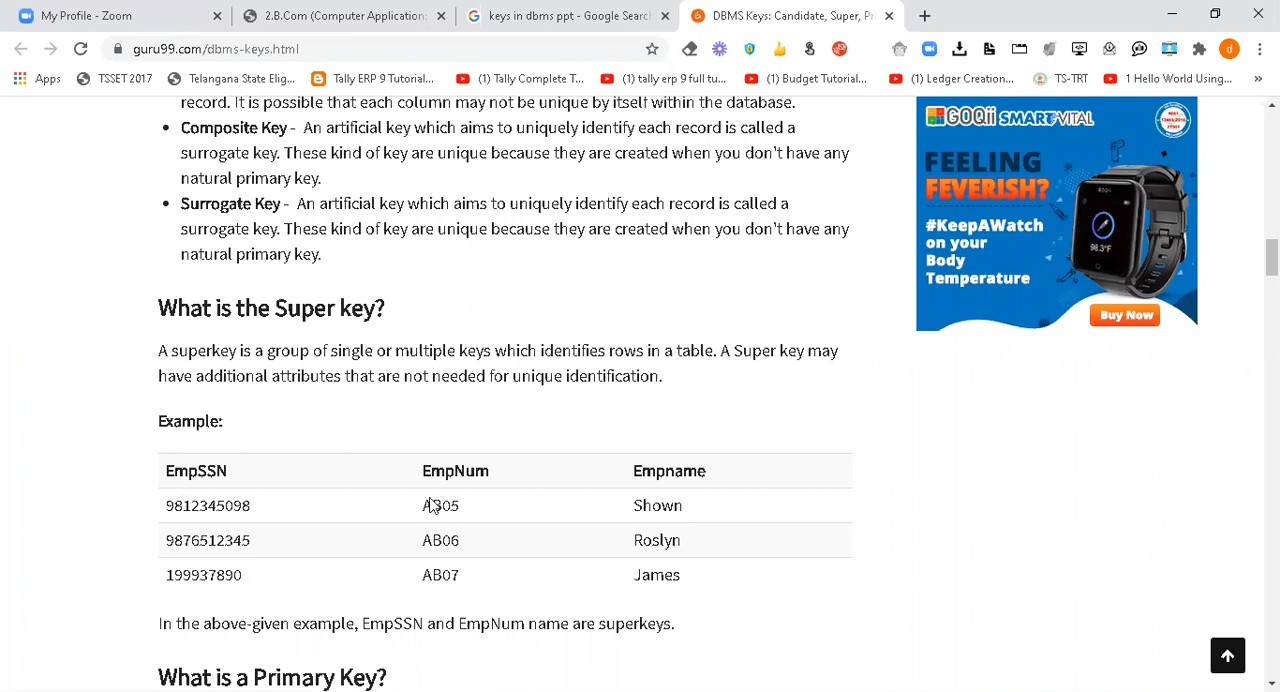 My Profile - Zoom
2.B.Com (Computer Application:
keys in dbms ppt - Google Search
DBMS Keys: Candidate, Super, Pri
guru99.com/dbms-keys.html
d
Apps
TSSET 2017
Telangana State Elig...
Tally ERP 9 Tutorial...
(1) Tally Complete T...
(1) tally erp 9 full tu...
(1) Budget Tutorial...
(1) Ledger Creation...
TS-TRT
1 Hello World Using...
»
record. It is possible that each column may not be unique by itself within the database.
• Composite Key - An artificial key which aims to uniquely identify each record is called a
surrogate key. These kind of key are unique because they are created when you don't have any
natural primary key.
• Surrogate Key - An artificial key which aims to uniquely identify each record is called a
surrogate key. These kind of key are unique because they are created when you don't have any
natural primary key.
What is the Super key?
A superkey is a group of single or multiple keys which identifies rows in a table. A Super key may
have additional attributes that are not needed for unique identification.
Example:
EmpSSN EmpNum Empname
9812345098 AB05 Shown
9876512345 AB06 Roslyn
199937890 AB07 James
In the above-given example, EmpSSN and EmpNum name are superkeys.
What is a Primary Key?
GOQii SMARTVITAL
FEELING
FEVERISH?
#KeepAWatch
on your
Body
Temperature
98.3°F
Buy Now